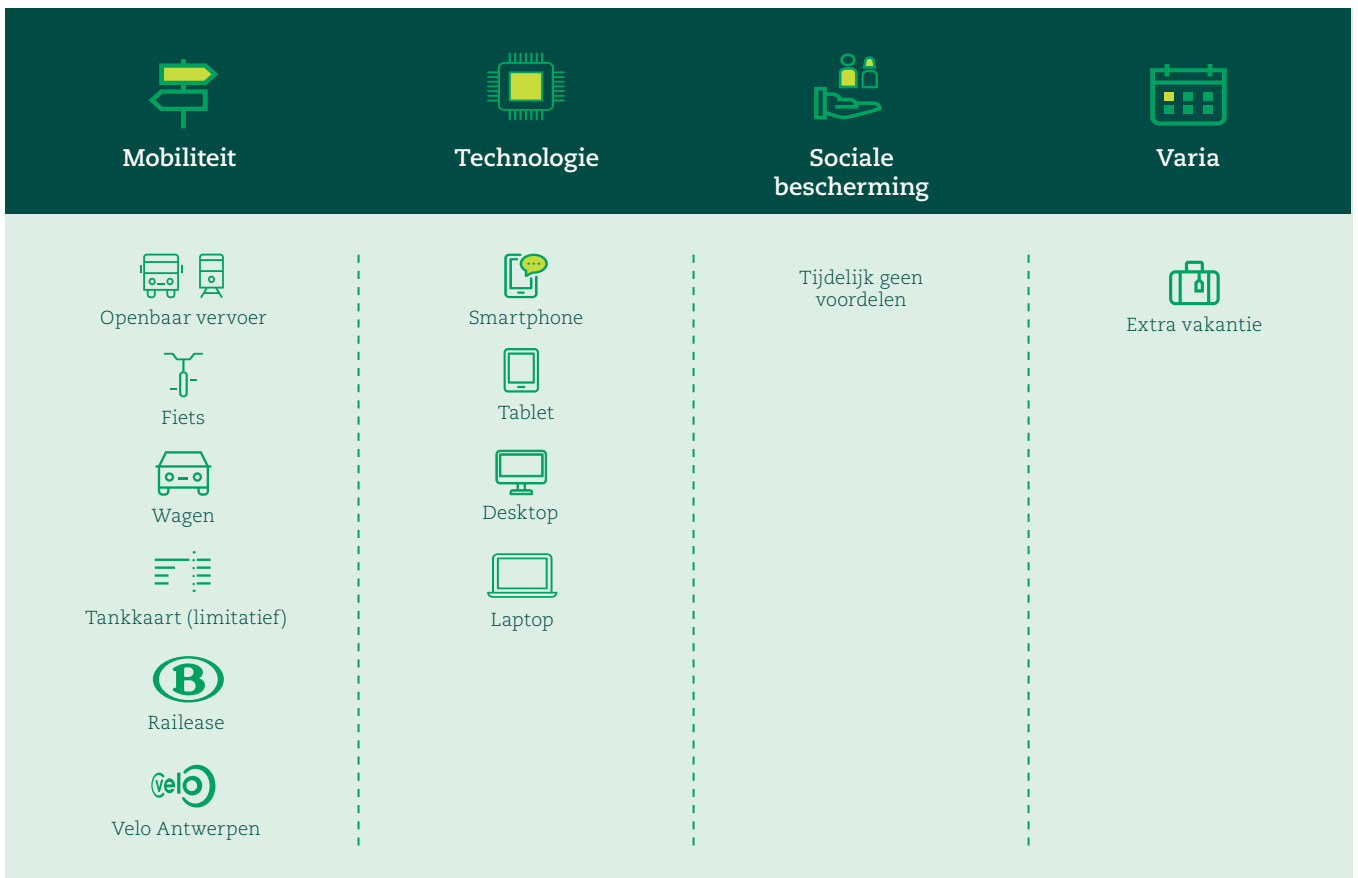 Mobiliteit
Technologie
Sociale
bescherming
Varia
Openbaar vervoer
Fiets
Wagen
Tankkaart (limitatief)
B
Railease
velo
Velo Antwerpen
Smartphone
Tablet
Desktop
Laptop
Tijdelijk geen
voordelen
Extra vakantie